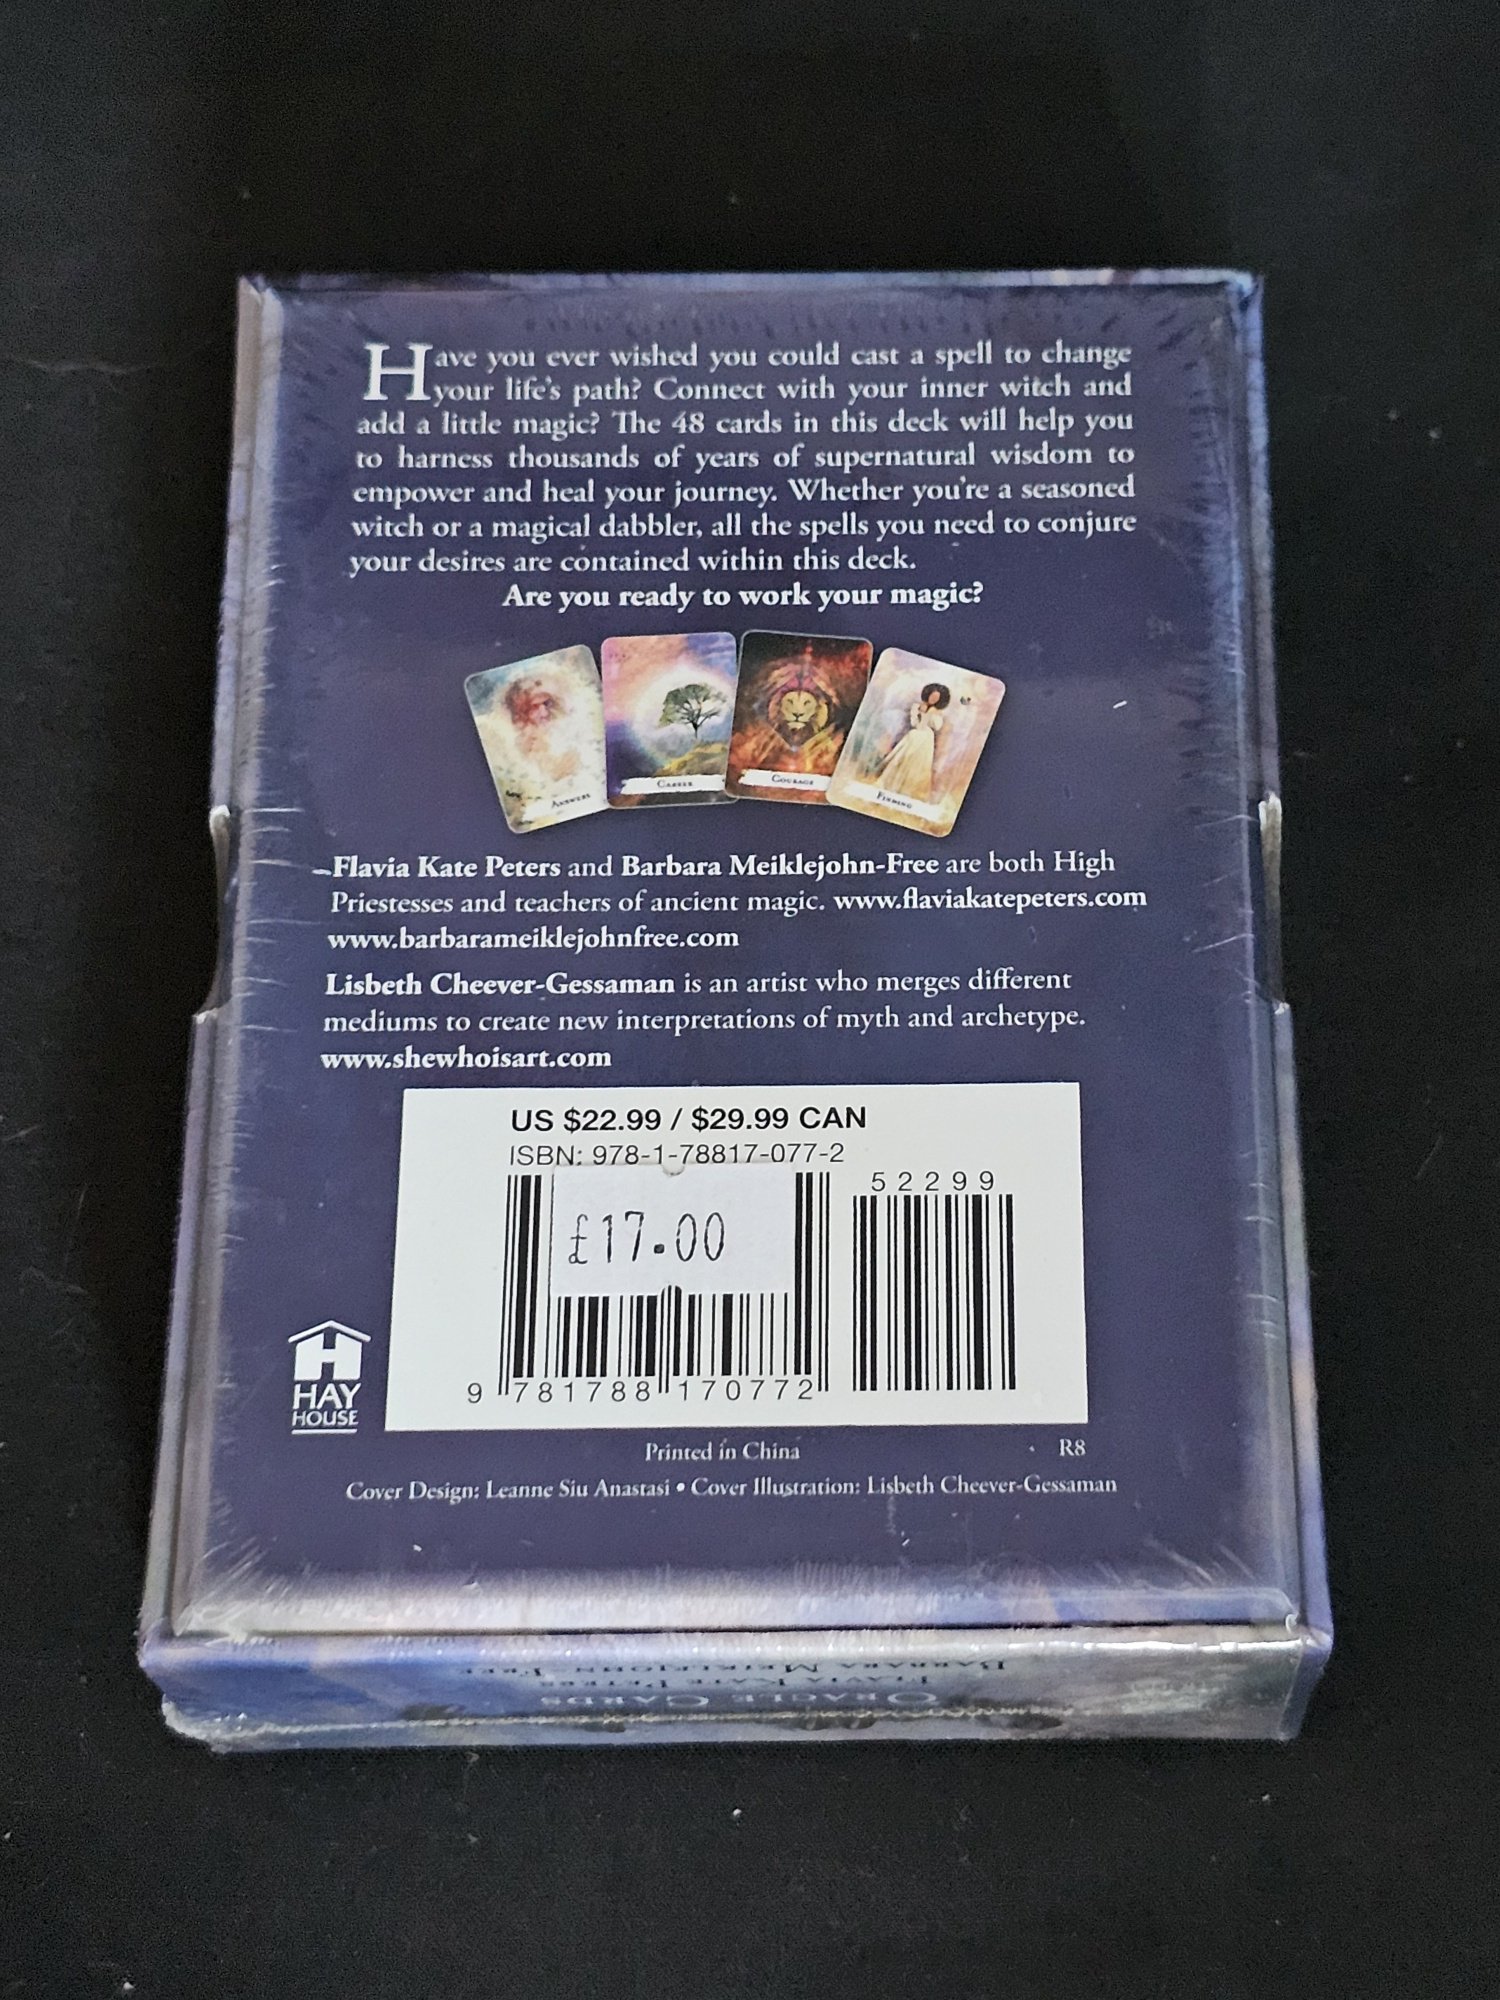 Have you ever wished you could cast a spell to change
your life's path? Connect with your inner witch and
add a little magic? The 48 cards in this deck will help you
to harness thousands of years of supernatural wisdom to
empower and heal your journey. Whether you're a seasoned
witch or a magical dabbler, all the spells you need to conjure
your desires are contained within this deck.
Are you ready to work your magic?
Answers
Career
Courage
Finding
Flavia Kate Peters and Barbara Meiklejohn-Free are both High
Priestesses and teachers of ancient magic. www.flaviakatepeters.com
www.barbarameiklejohnfree.com
Lisbeth Cheever-Gessaman is an artist who merges different
mediums to create new interpretations of myth and archetype.
www.shewhoisart.com
US $22.99 / $29.99 CAN
ISBN: 978-1-78817-077-2
52299
£17.00
9 781788 170772
HAY
HOUSE
Printed in China
R8
Cover Design: Leanne Siu Anastasi • Cover Illustration: Lisbeth Cheever-Gessaman
Barbara Meiklejohn-Free
Flavia Kate Peters
Oracle Cards